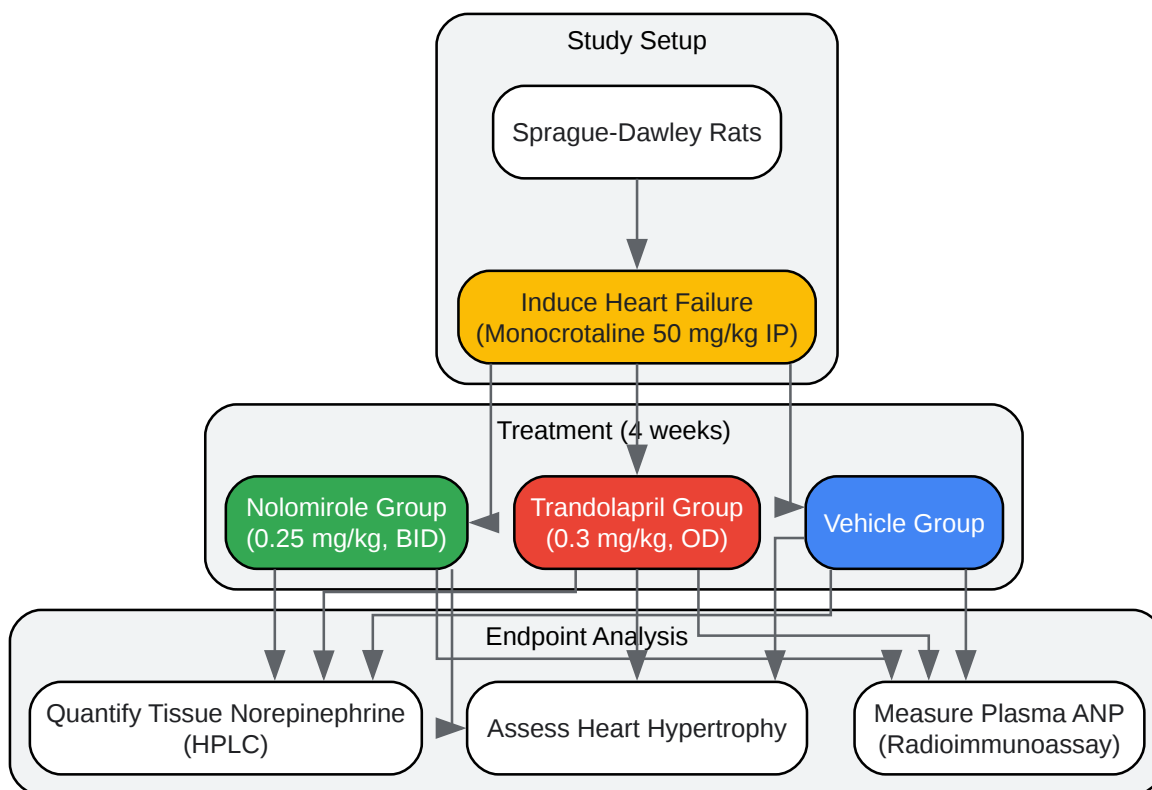 Study Setup
Sprague-Dawley Rats
Induce Heart Failure
(Monocrotaline 50 mg/kg IP)
Treatment (4 weeks)
Nolomirole Group
(0.25 mg/kg, BID)
Trandolapril Group
(0.3 mg/kg, OD)
Vehicle Group
Endpoint Analysis
Quantify Tissue Norepinephrine
(HPLC)
Assess Heart Hypertrophy
Measure Plasma ANP
(Radioimmunoassay)